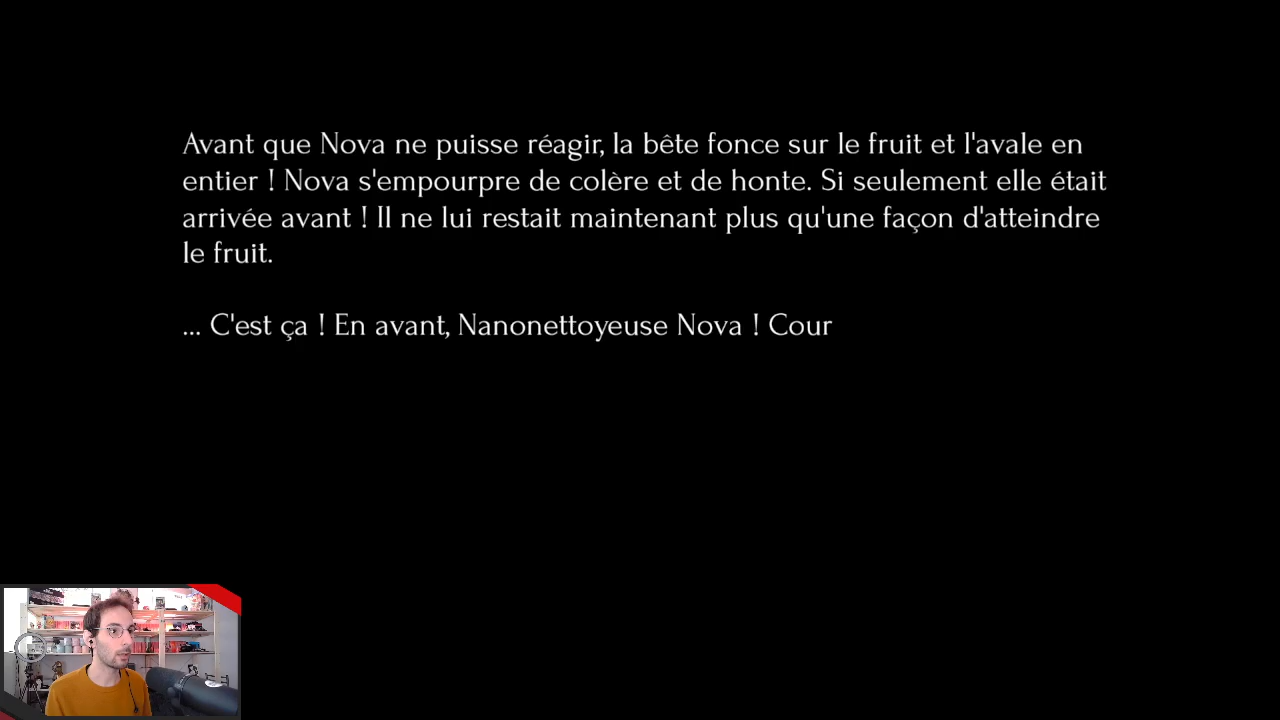 Avant que Nova ne puisse réagir, la bête fonce sur le fruit et l'avale en
entier ! Nova s'empourpre de colère et de honte. Si seulement elle était
arrivée avant ! Il ne lui restait maintenant plus qu'une façon d'atteindre
le fruit.
... C'est ça ! En avant, Nanonettoyeuse Nova ! Cour